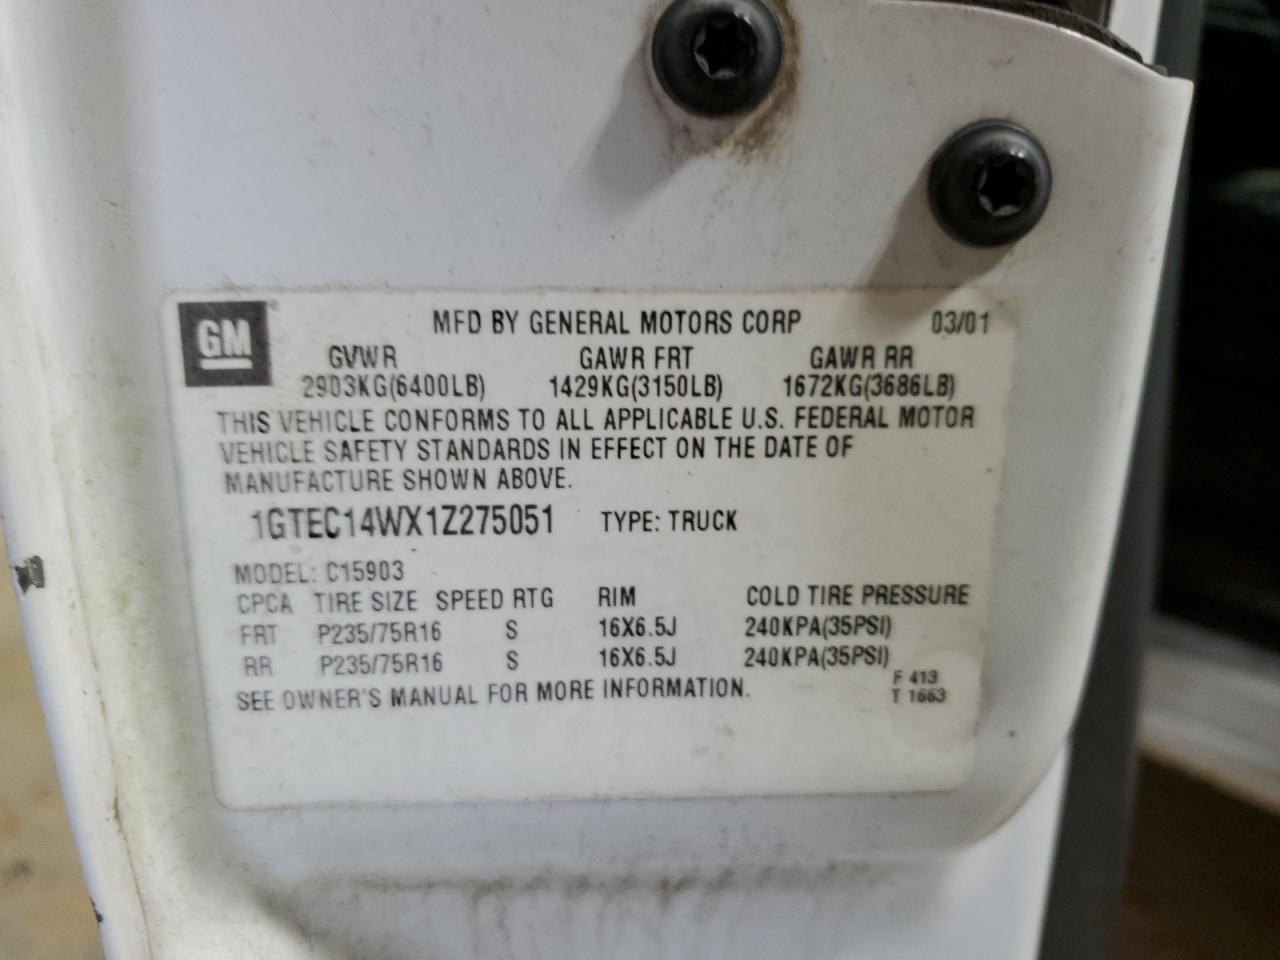 GM® MFD BY GENERAL MOTORS CORP 03/01
GVWR GAWR FRT GAWR RR
2903KG(6400LB) 1429KG(3150LB) 1672KG(3686LB)
THIS VEHICLE CONFORMS TO ALL APPLICABLE U.S. FEDERAL MOTOR
VEHICLE SAFETY STANDARDS IN EFFECT ON THE DATE OF
MANUFACTURE SHOWN ABOVE.
1GTEC14WX1Z275051 TYPE: TRUCK
MODEL: C15903
CPCA TIRE SIZE SPEED RTG RIM COLD TIRE PRESSURE
FRT P235/75R16 S 16X6.5J 240KPA(35PSI)
RR P235/75R16 S 16X6.5J 240KPA(35PSI)
SEE OWNER'S MANUAL FOR MORE INFORMATION.
F 413
T 1663